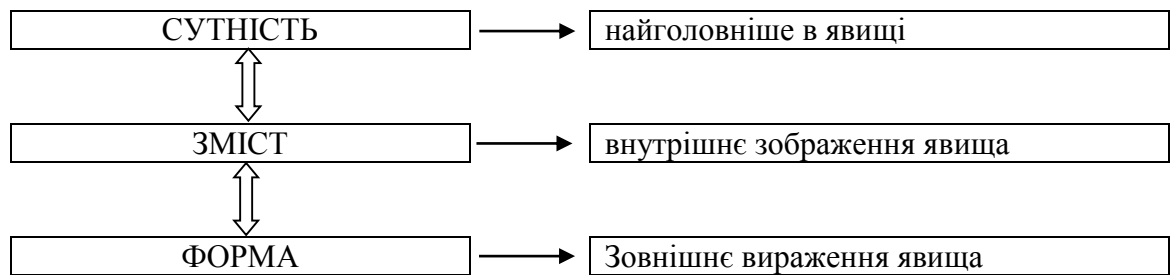 СУТНІСТЬ
найголовніше в явищі
ЗМІСТ
внутрішнє зображення явища
ФОРМА
Зовнішнє вираження явища